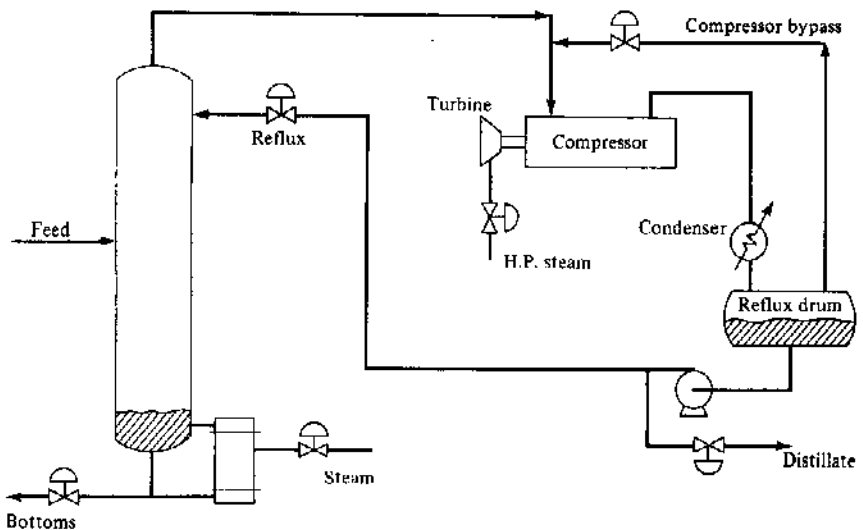 Compressor bypass
Turbine
Reflux
Compressor
Feed
Condenser
H.P. steam
Reflux drum
Steam
Distillate
Bottoms